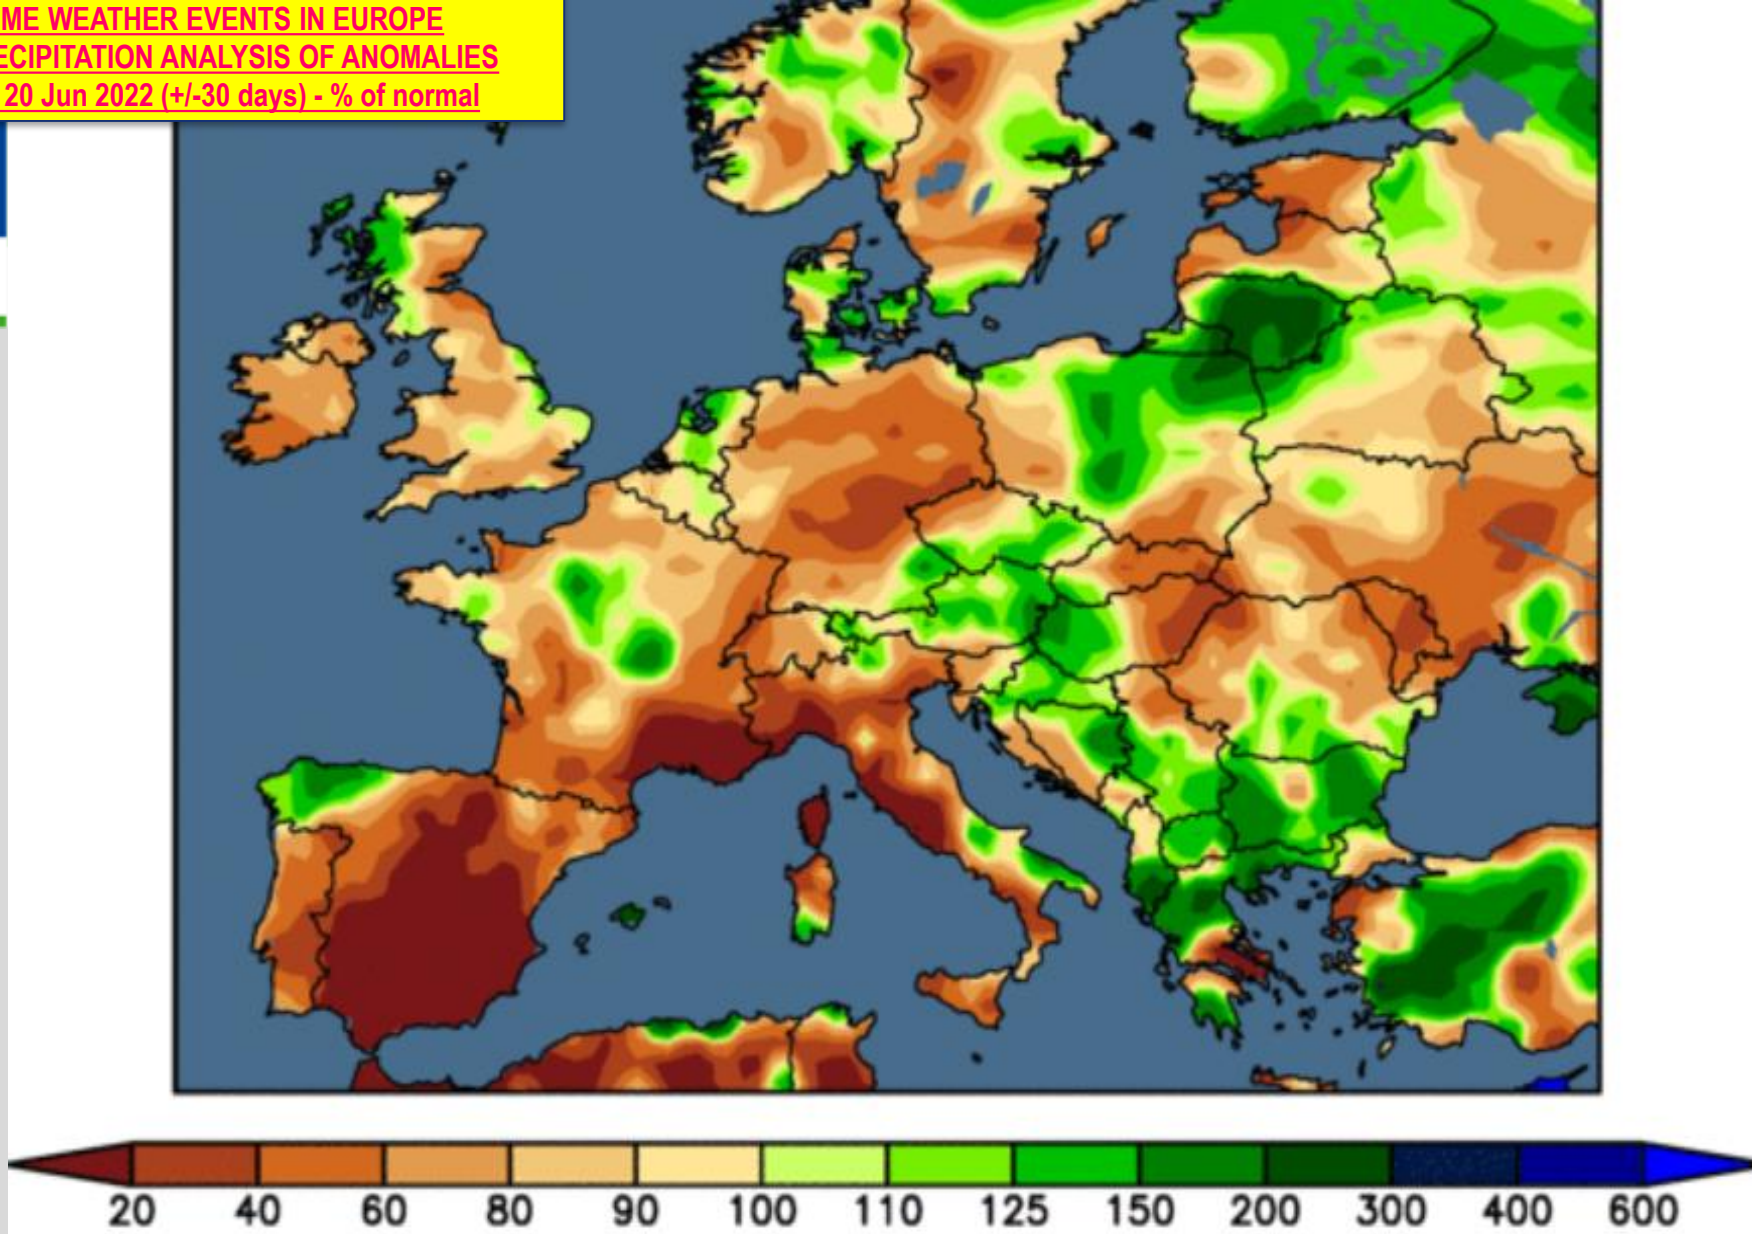 ME WEATHER EVENTS IN EUROPE
ECIPITATION ANALYSIS OF ANOMALIES
20 Jun 2022 (+/-30 days) - % of normal
20 40 60 80 90 100 110 125 150 200 300 400 600